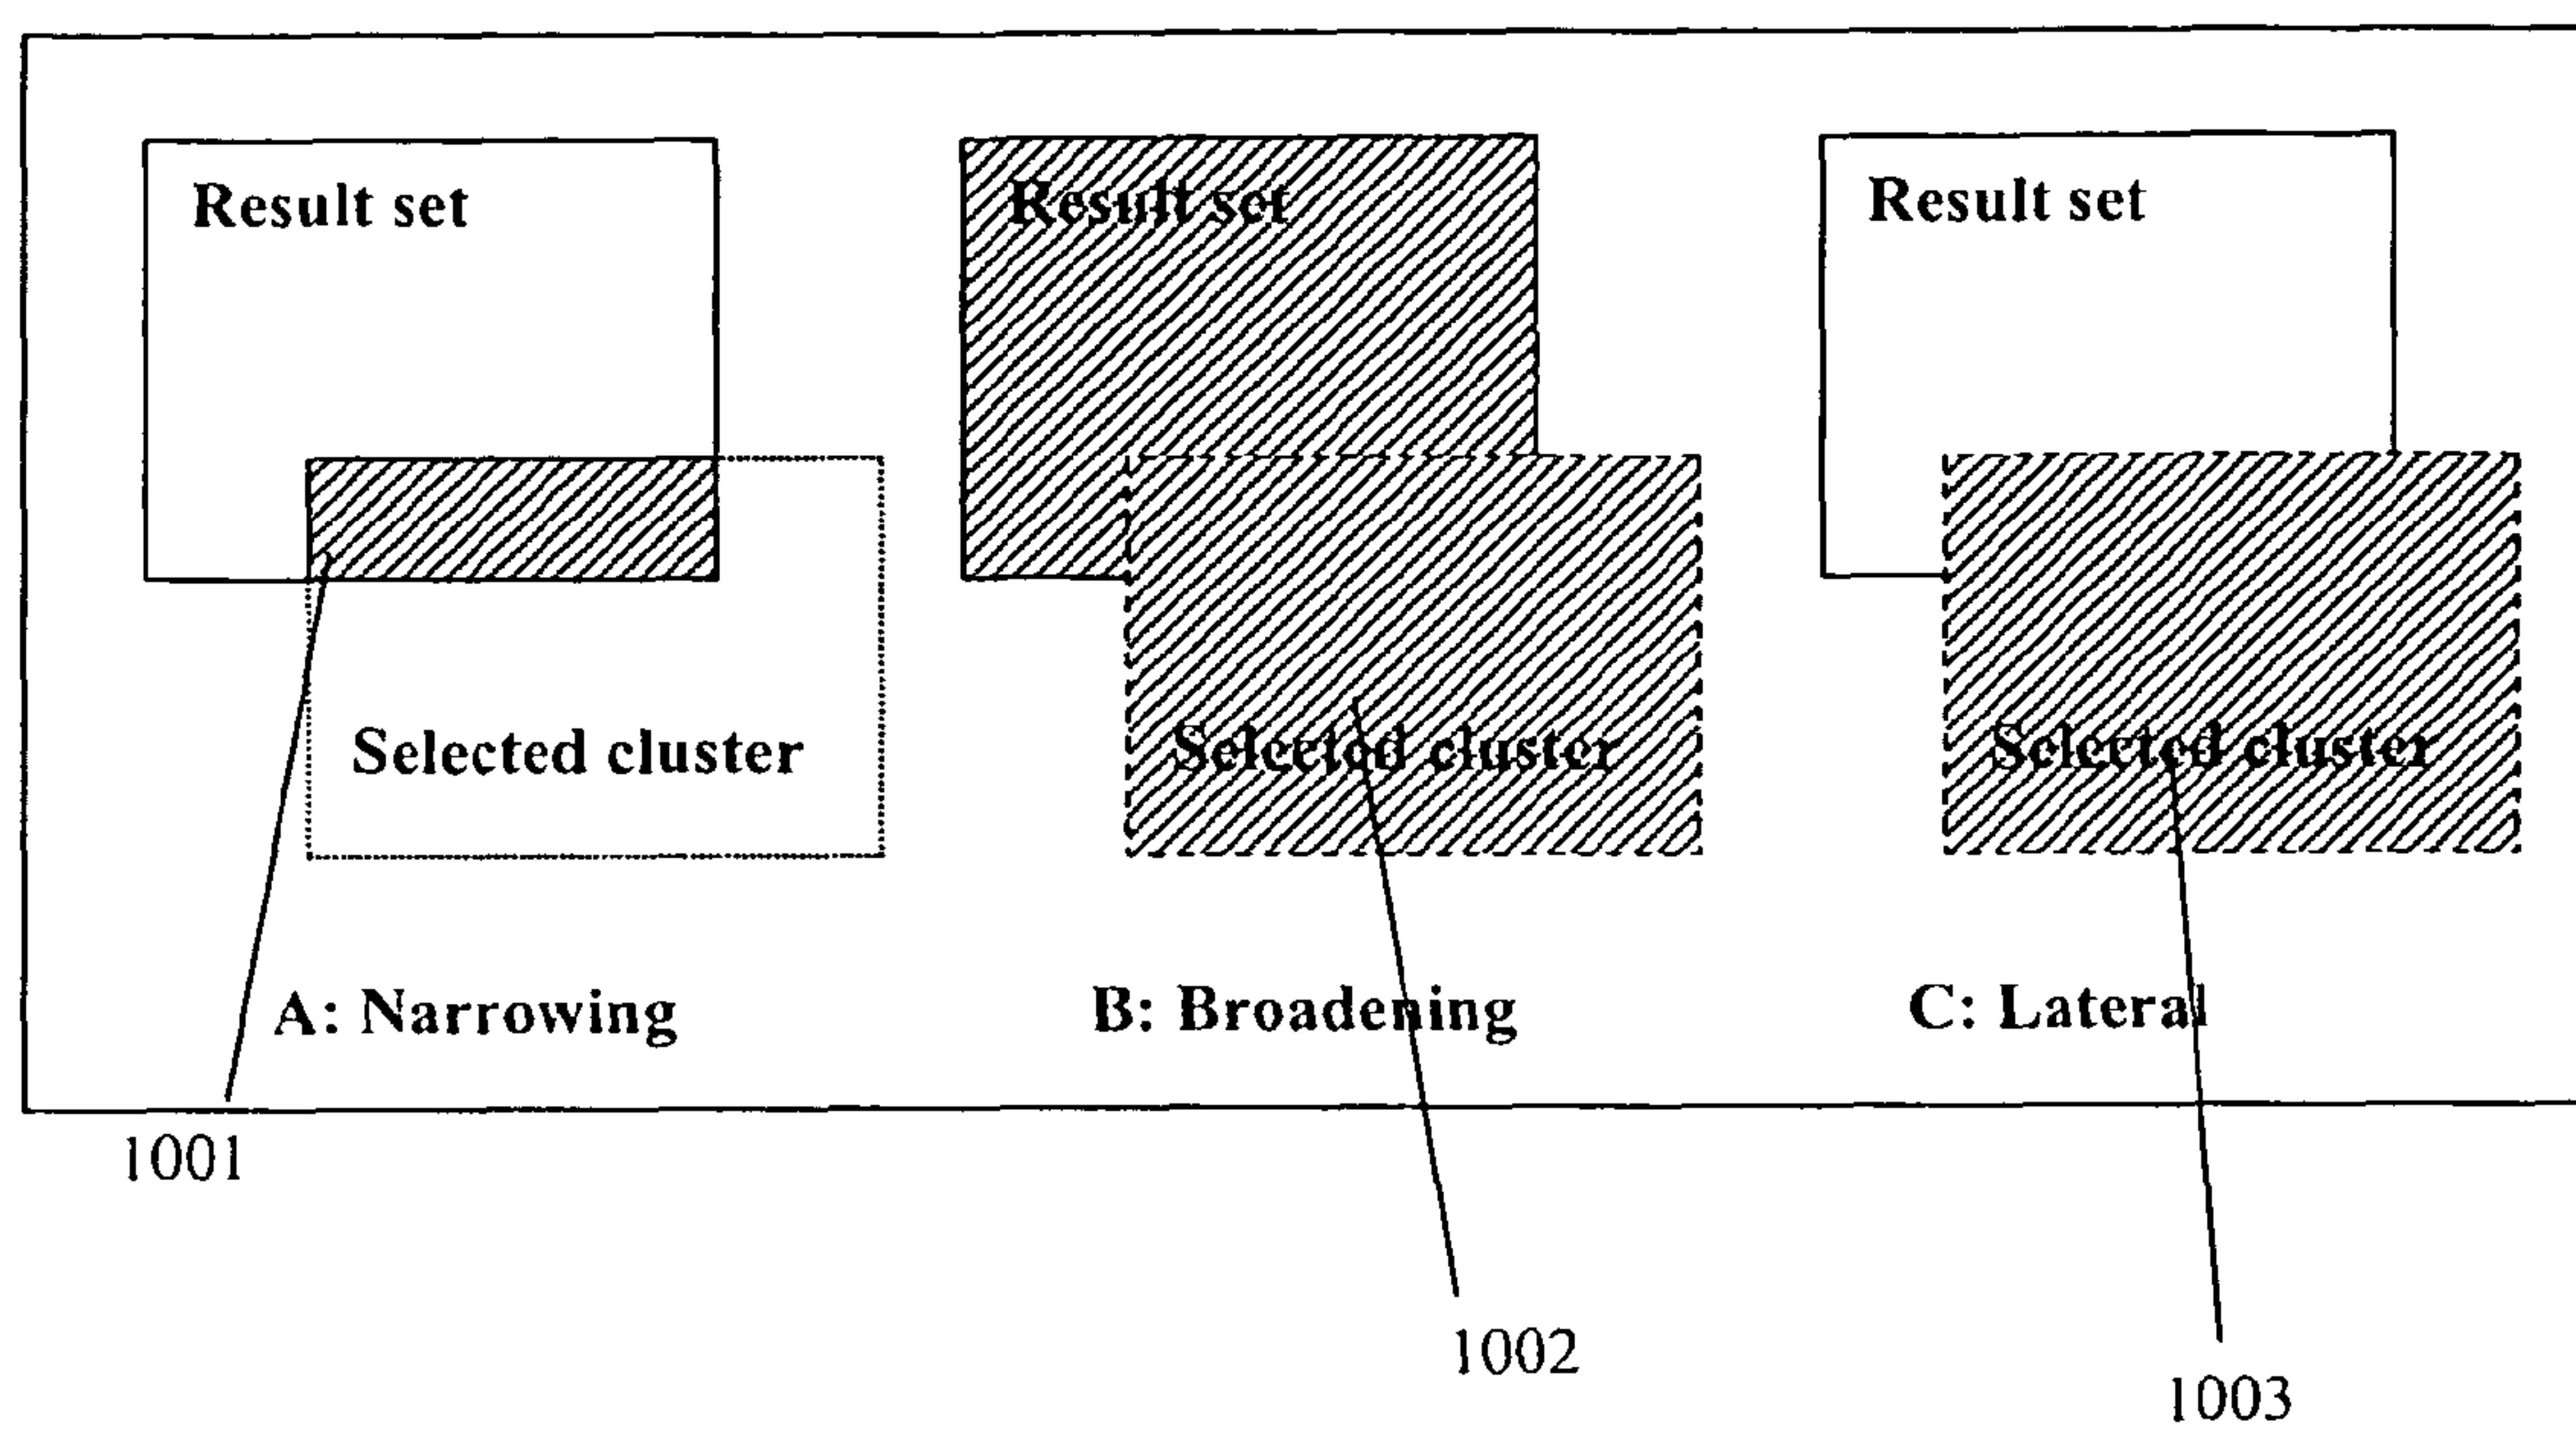 Result set
Selected cluster
A: Narrowing
1001
Result set
Selected cluster
B: Broadening
1002
Result set
Selected cluster
C: Lateral
1003